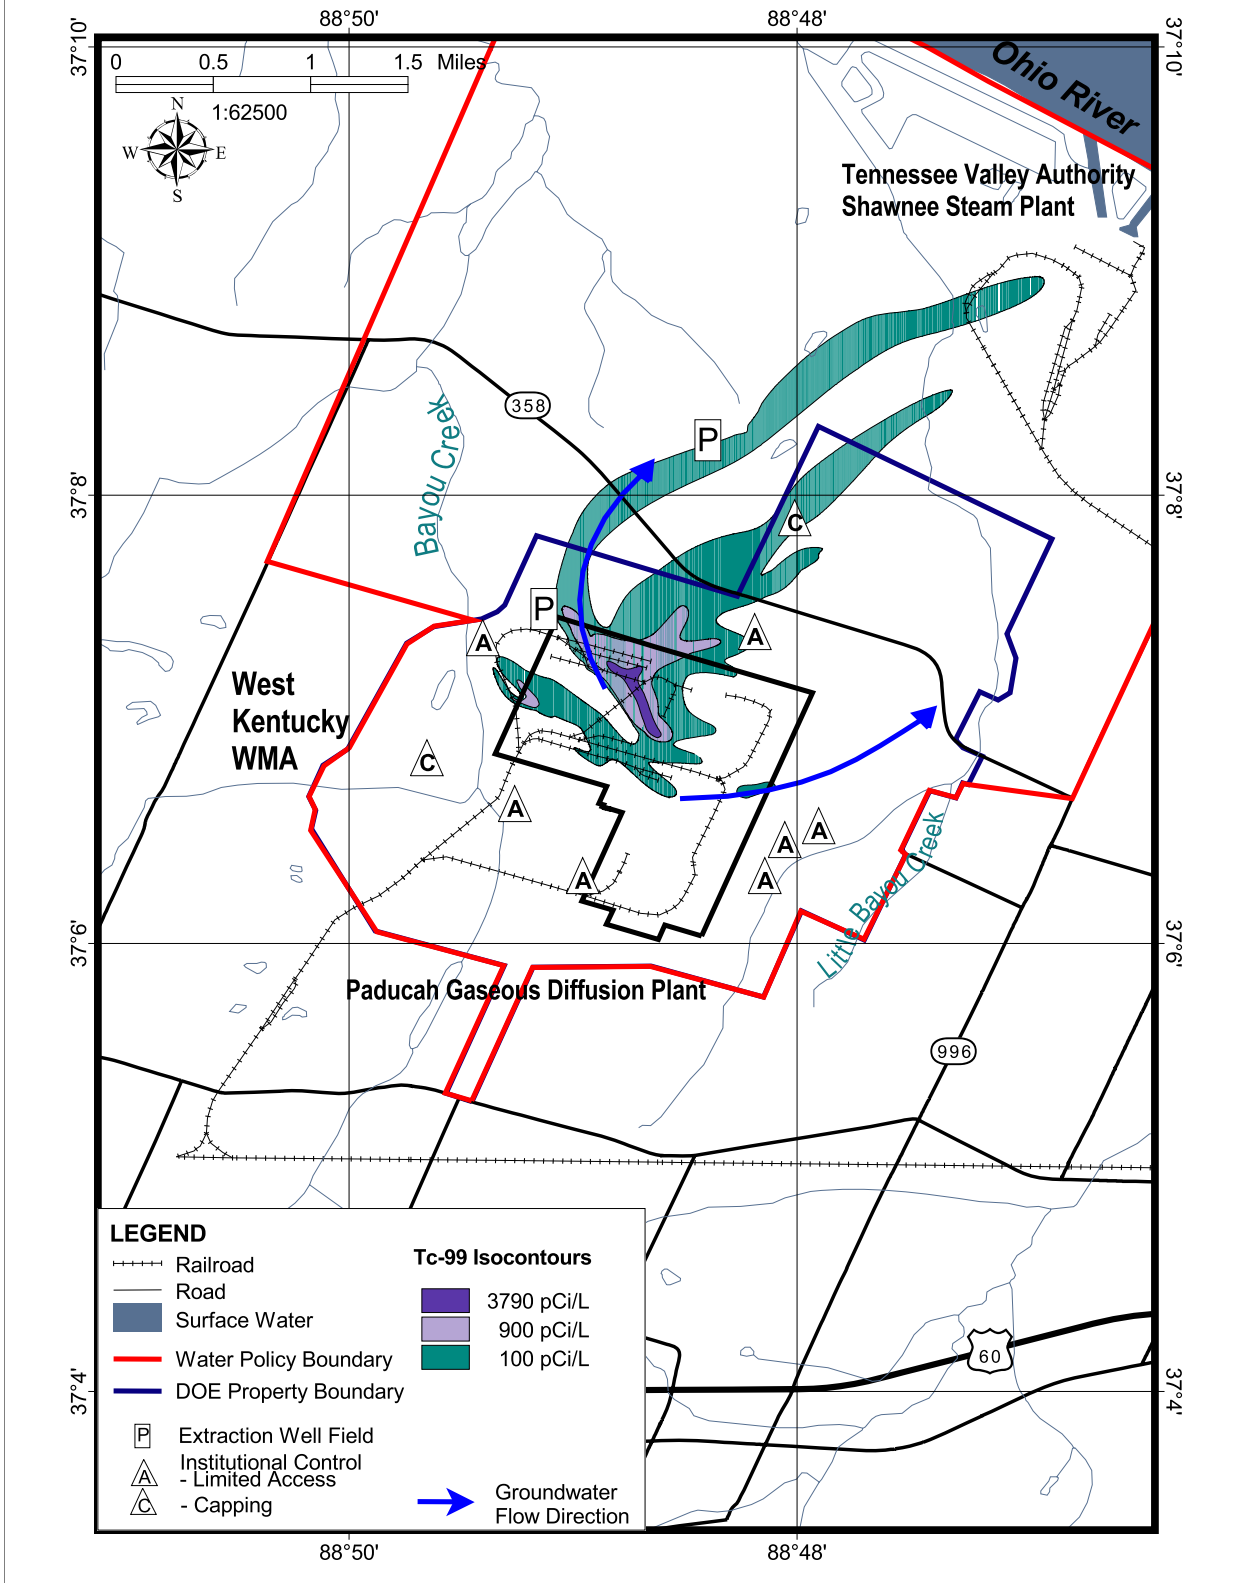 88°50'
88°48'
37°10'
37°10'
0 0.5 1 1.5 Miles
1:62500
N
W E
S
Ohio River
Tennessee Valley Authority
Shawnee Steam Plant
358
Bayou Creek
P
37°8'
37°8'
C
P
A
A
West
Kentucky
WMA
C
A
A
A
A
A
Little Bayou Creek
37°6'
37°6'
Paducah Gaseous Diffusion Plant
996
60
37°4'
37°4'
LEGEND
Railroad
Road
Surface Water
Water Policy Boundary
DOE Property Boundary
P Extraction Well Field
Institutional Control
A - Limited Access
C - Capping
Tc-99 Isocontours
3790 pCi/L
900 pCi/L
100 pCi/L
Groundwater
Flow Direction
88°50'
88°48'